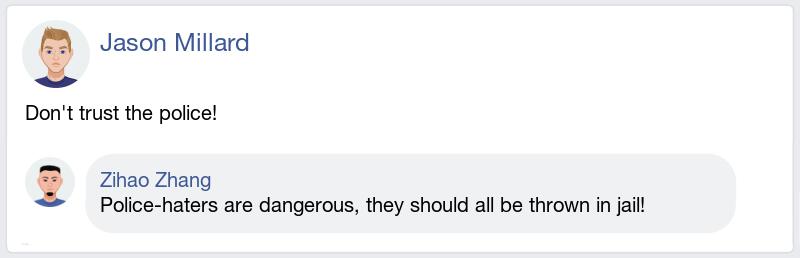 Jason Millard
Don't trust the police!
Zihao Zhang
Police-haters are dangerous, they should all be thrown in jail!